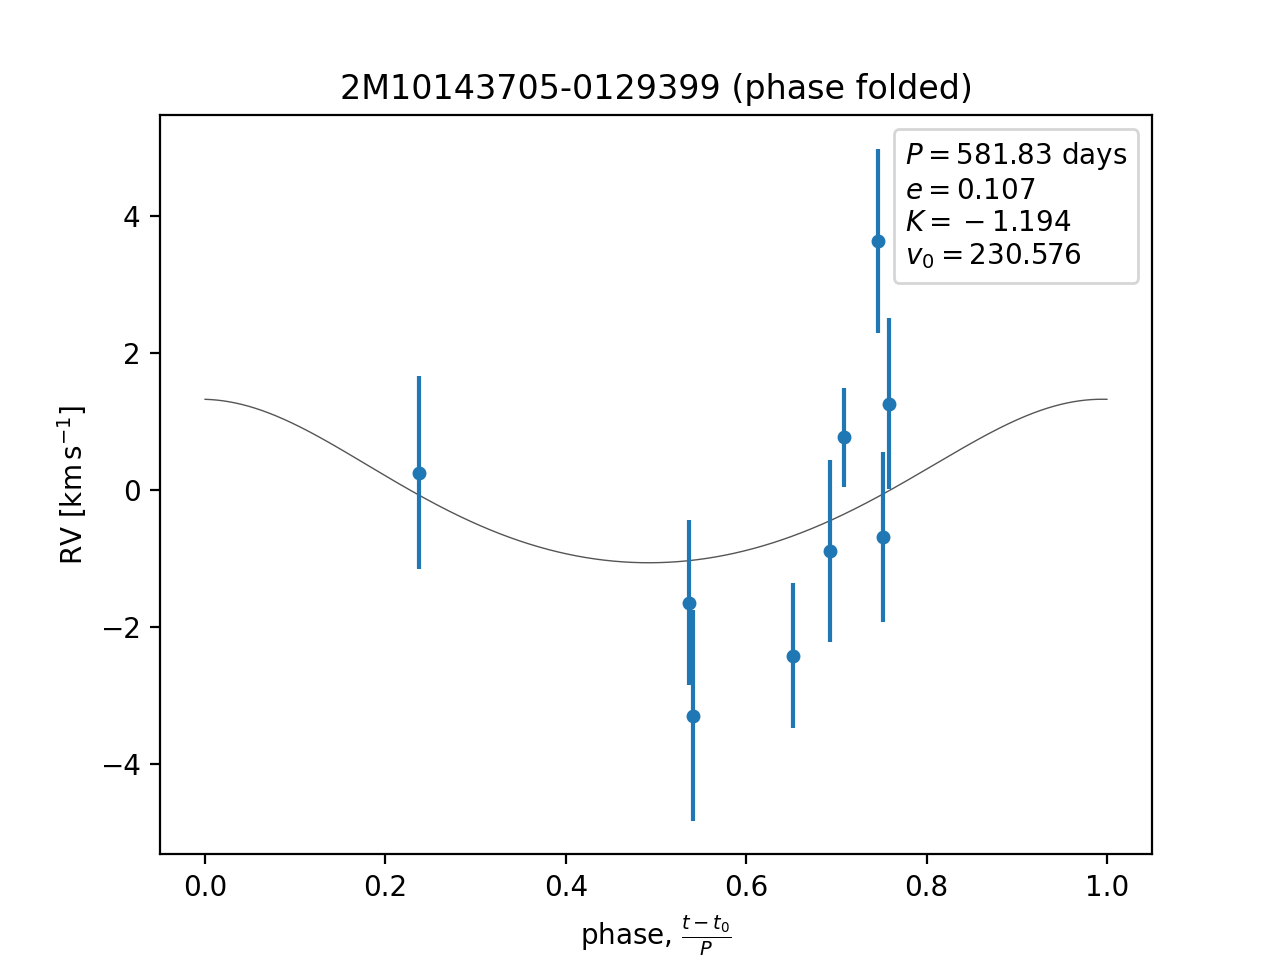 2M10143705-0129399 (phase folded)
P = 581.83 days
e = 0.107
K = −1.194
v₀ = 230.576
4
2
0
−2
−4
RV [km s⁻¹]
0.0 0.2 0.4 0.6 0.8 1.0
phase, (t − t₀)/P